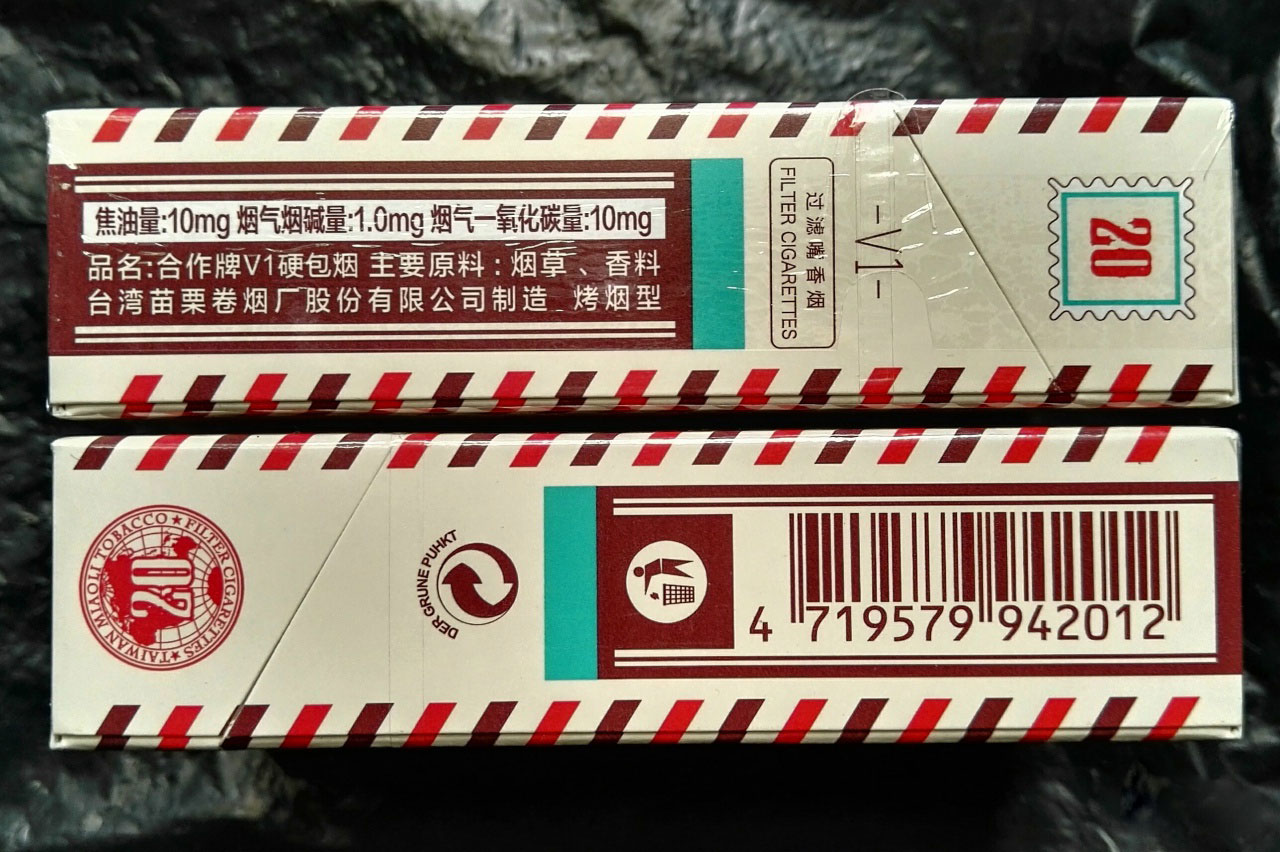 焦油量:10mg 烟气烟碱量:1.0mg 烟气一氧化碳量:10mg
品名:合作牌V1硬包烟 主要原料:烟草、香料
台湾苗栗卷烟厂股份有限公司制造 烤烟型
过滤嘴香烟
FILTER CIGARETTES
-V1-
20
TAIWAN MIAOLI TOBACCO★FILTER CIGARETTES★
20
DER GRUNE PUHKT
4 719579 942012